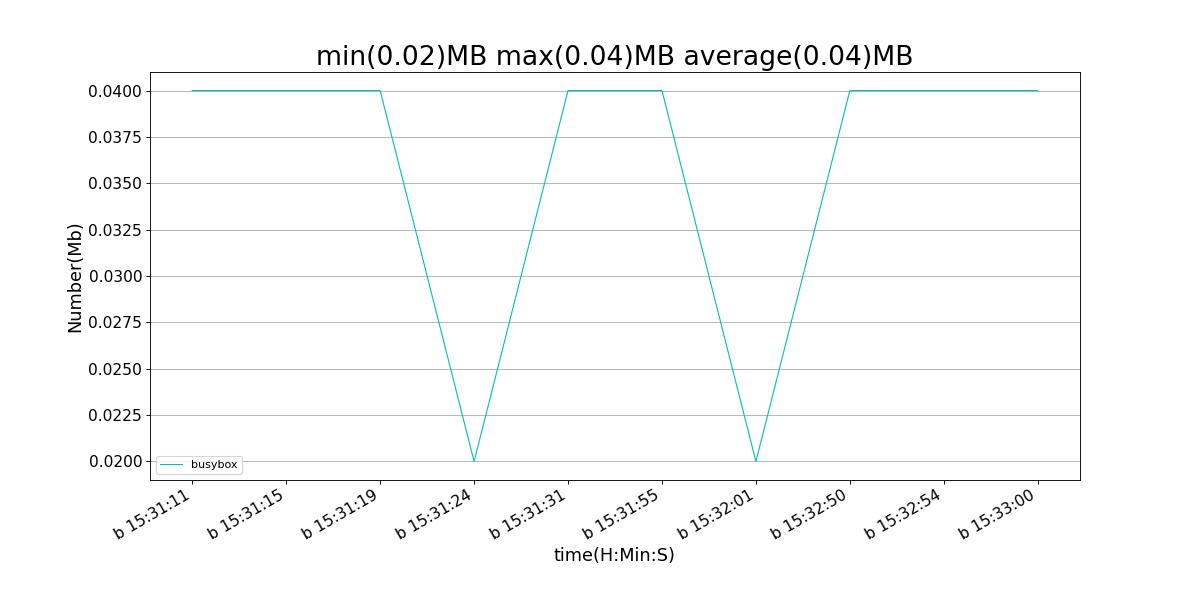 min(0.02)MB max(0.04)MB average(0.04)MB
0.0400
0.0375
0.0350
0.0325
0.0300
0.0275
0.0250
0.0225
0.0200
Number(Mb)
busybox
b 15:31:11
b 15:31:15
b 15:31:19
b 15:31:24
b 15:31:31
b 15:31:55
b 15:32:01
b 15:32:50
b 15:32:54
b 15:33:00
time(H:Min:S)